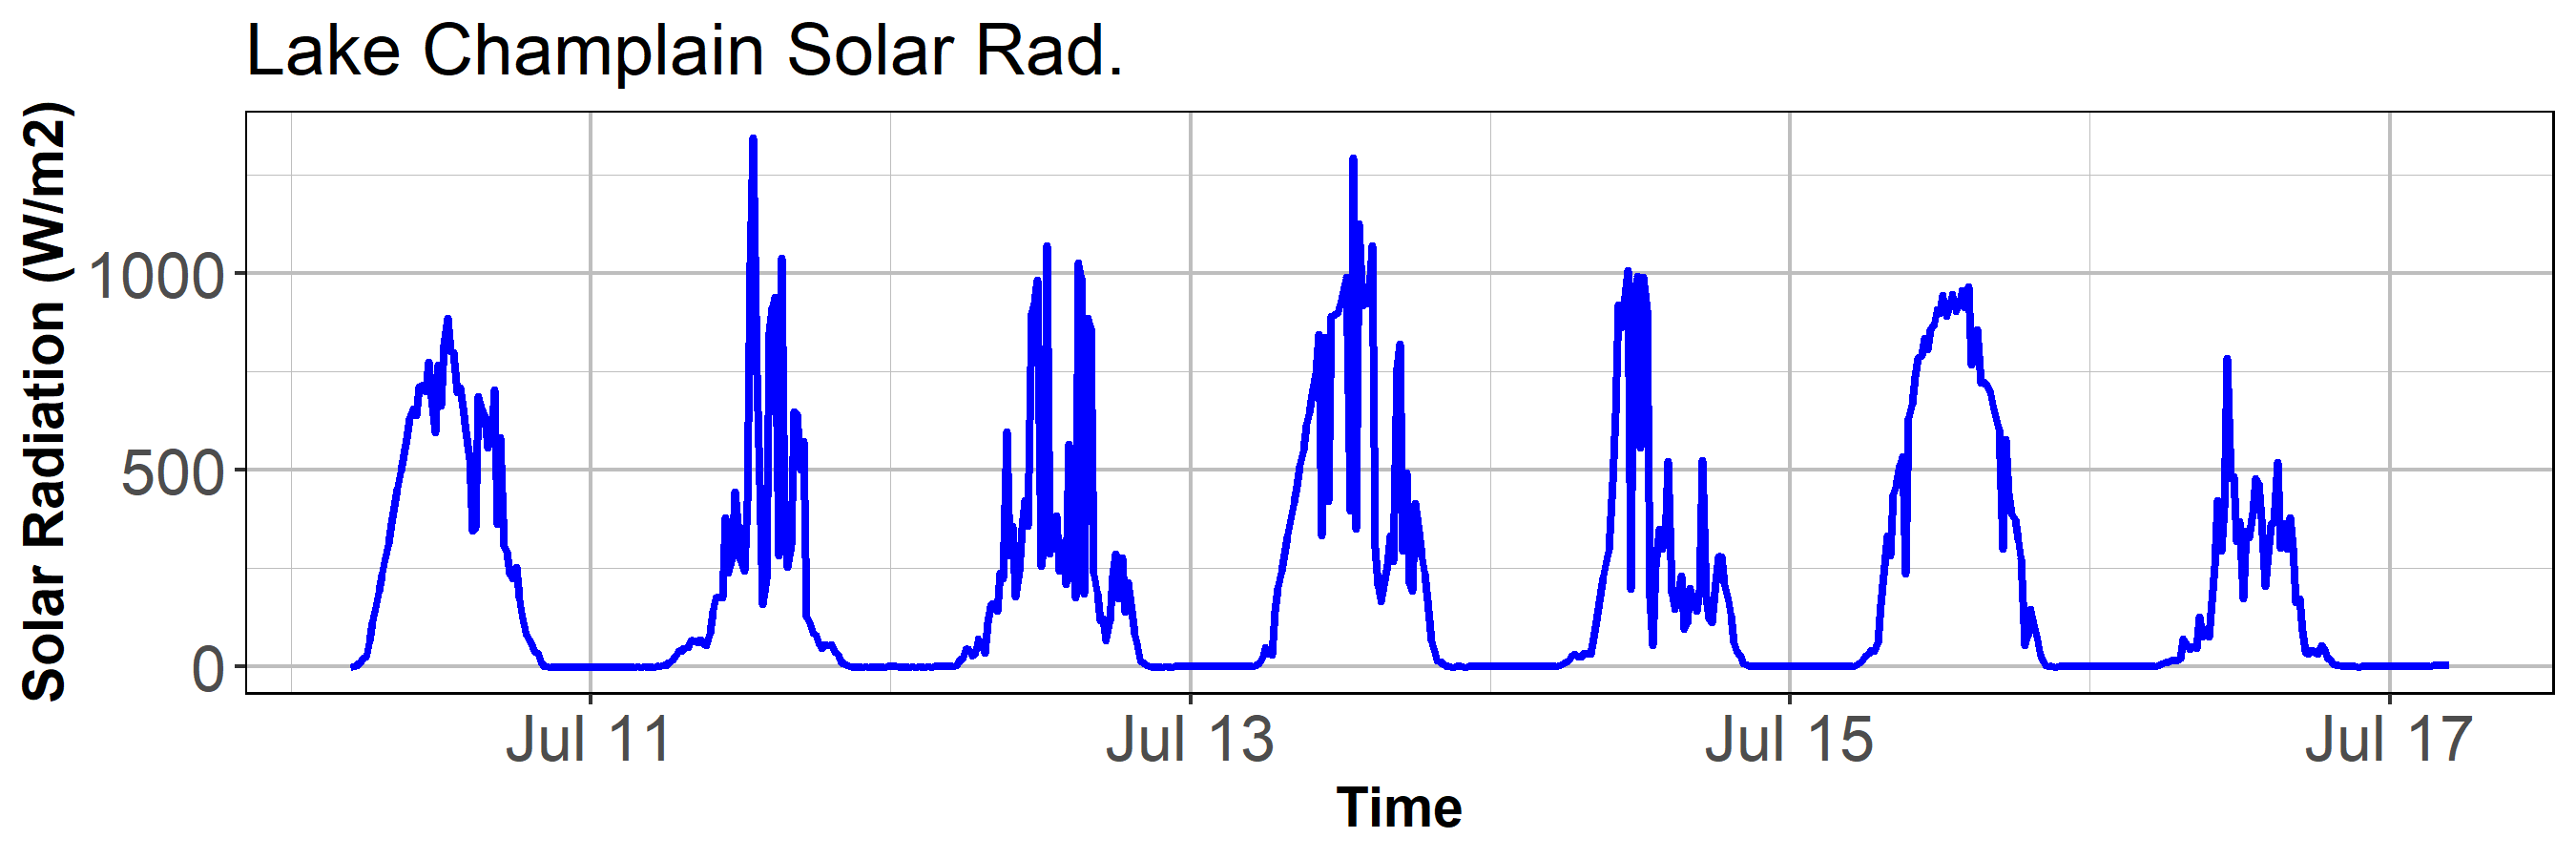 Lake Champlain Solar Rad.
Solar Radiation (W/m2)
1000
500
0
Jul 11 Jul 13 Jul 15 Jul 17
Time